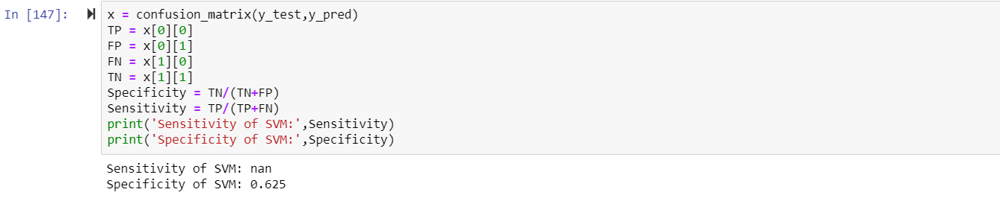 In [147]:
x = confusion_matrix(y_test,y_pred)
TP = x[0][0]
FP = x[0][1]
FN = x[1][0]
TN = x[1][1]
Specificity = TN/(TN+FP)
Sensitivity = TP/(TP+FN)
print('Sensitivity of SVM:',Sensitivity)
print('Specificity of SVM:',Specificity)
Sensitivity of SVM: nan
Specificity of SVM: 0.625